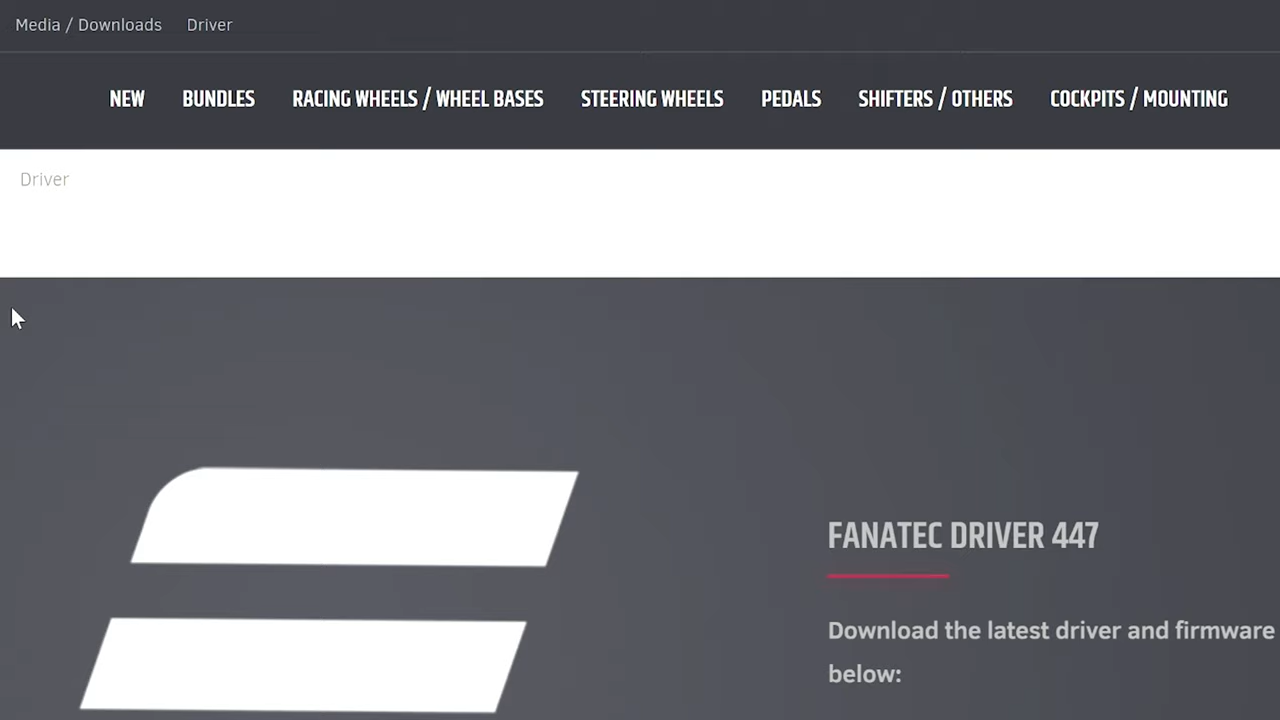 Media / Downloads Driver
NEW BUNDLES RACING WHEELS / WHEEL BASES STEERING WHEELS PEDALS SHIFTERS / OTHERS COCKPITS / MOUNTING
Driver
FANATEC DRIVER 447
Download the latest driver and firmware
below: